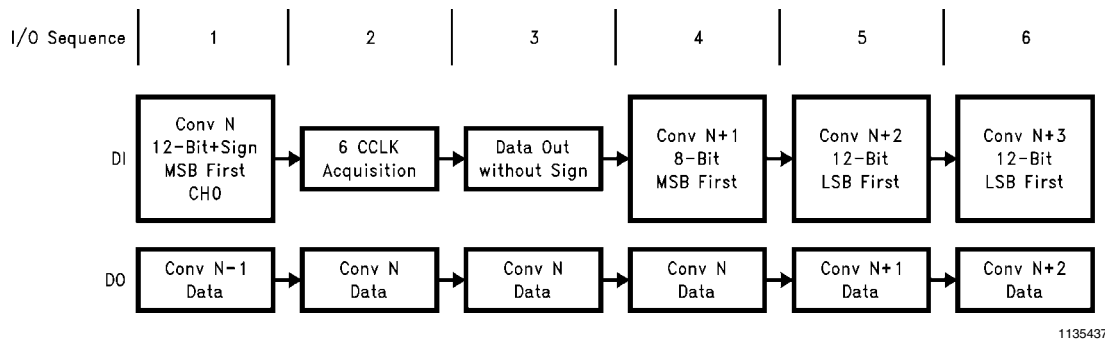 I/O Sequence 1 2 3 4 5 6
DI
Conv N
12-Bit+Sign
MSB First
CH0
6 CCLK
Acquisition
Data Out
without Sign
Conv N+1
8-Bit
MSB First
Conv N+2
12-Bit
LSB First
Conv N+3
12-Bit
LSB First
DO
Conv N-1
Data
Conv N
Data
Conv N
Data
Conv N
Data
Conv N+1
Data
Conv N+2
Data
1135437